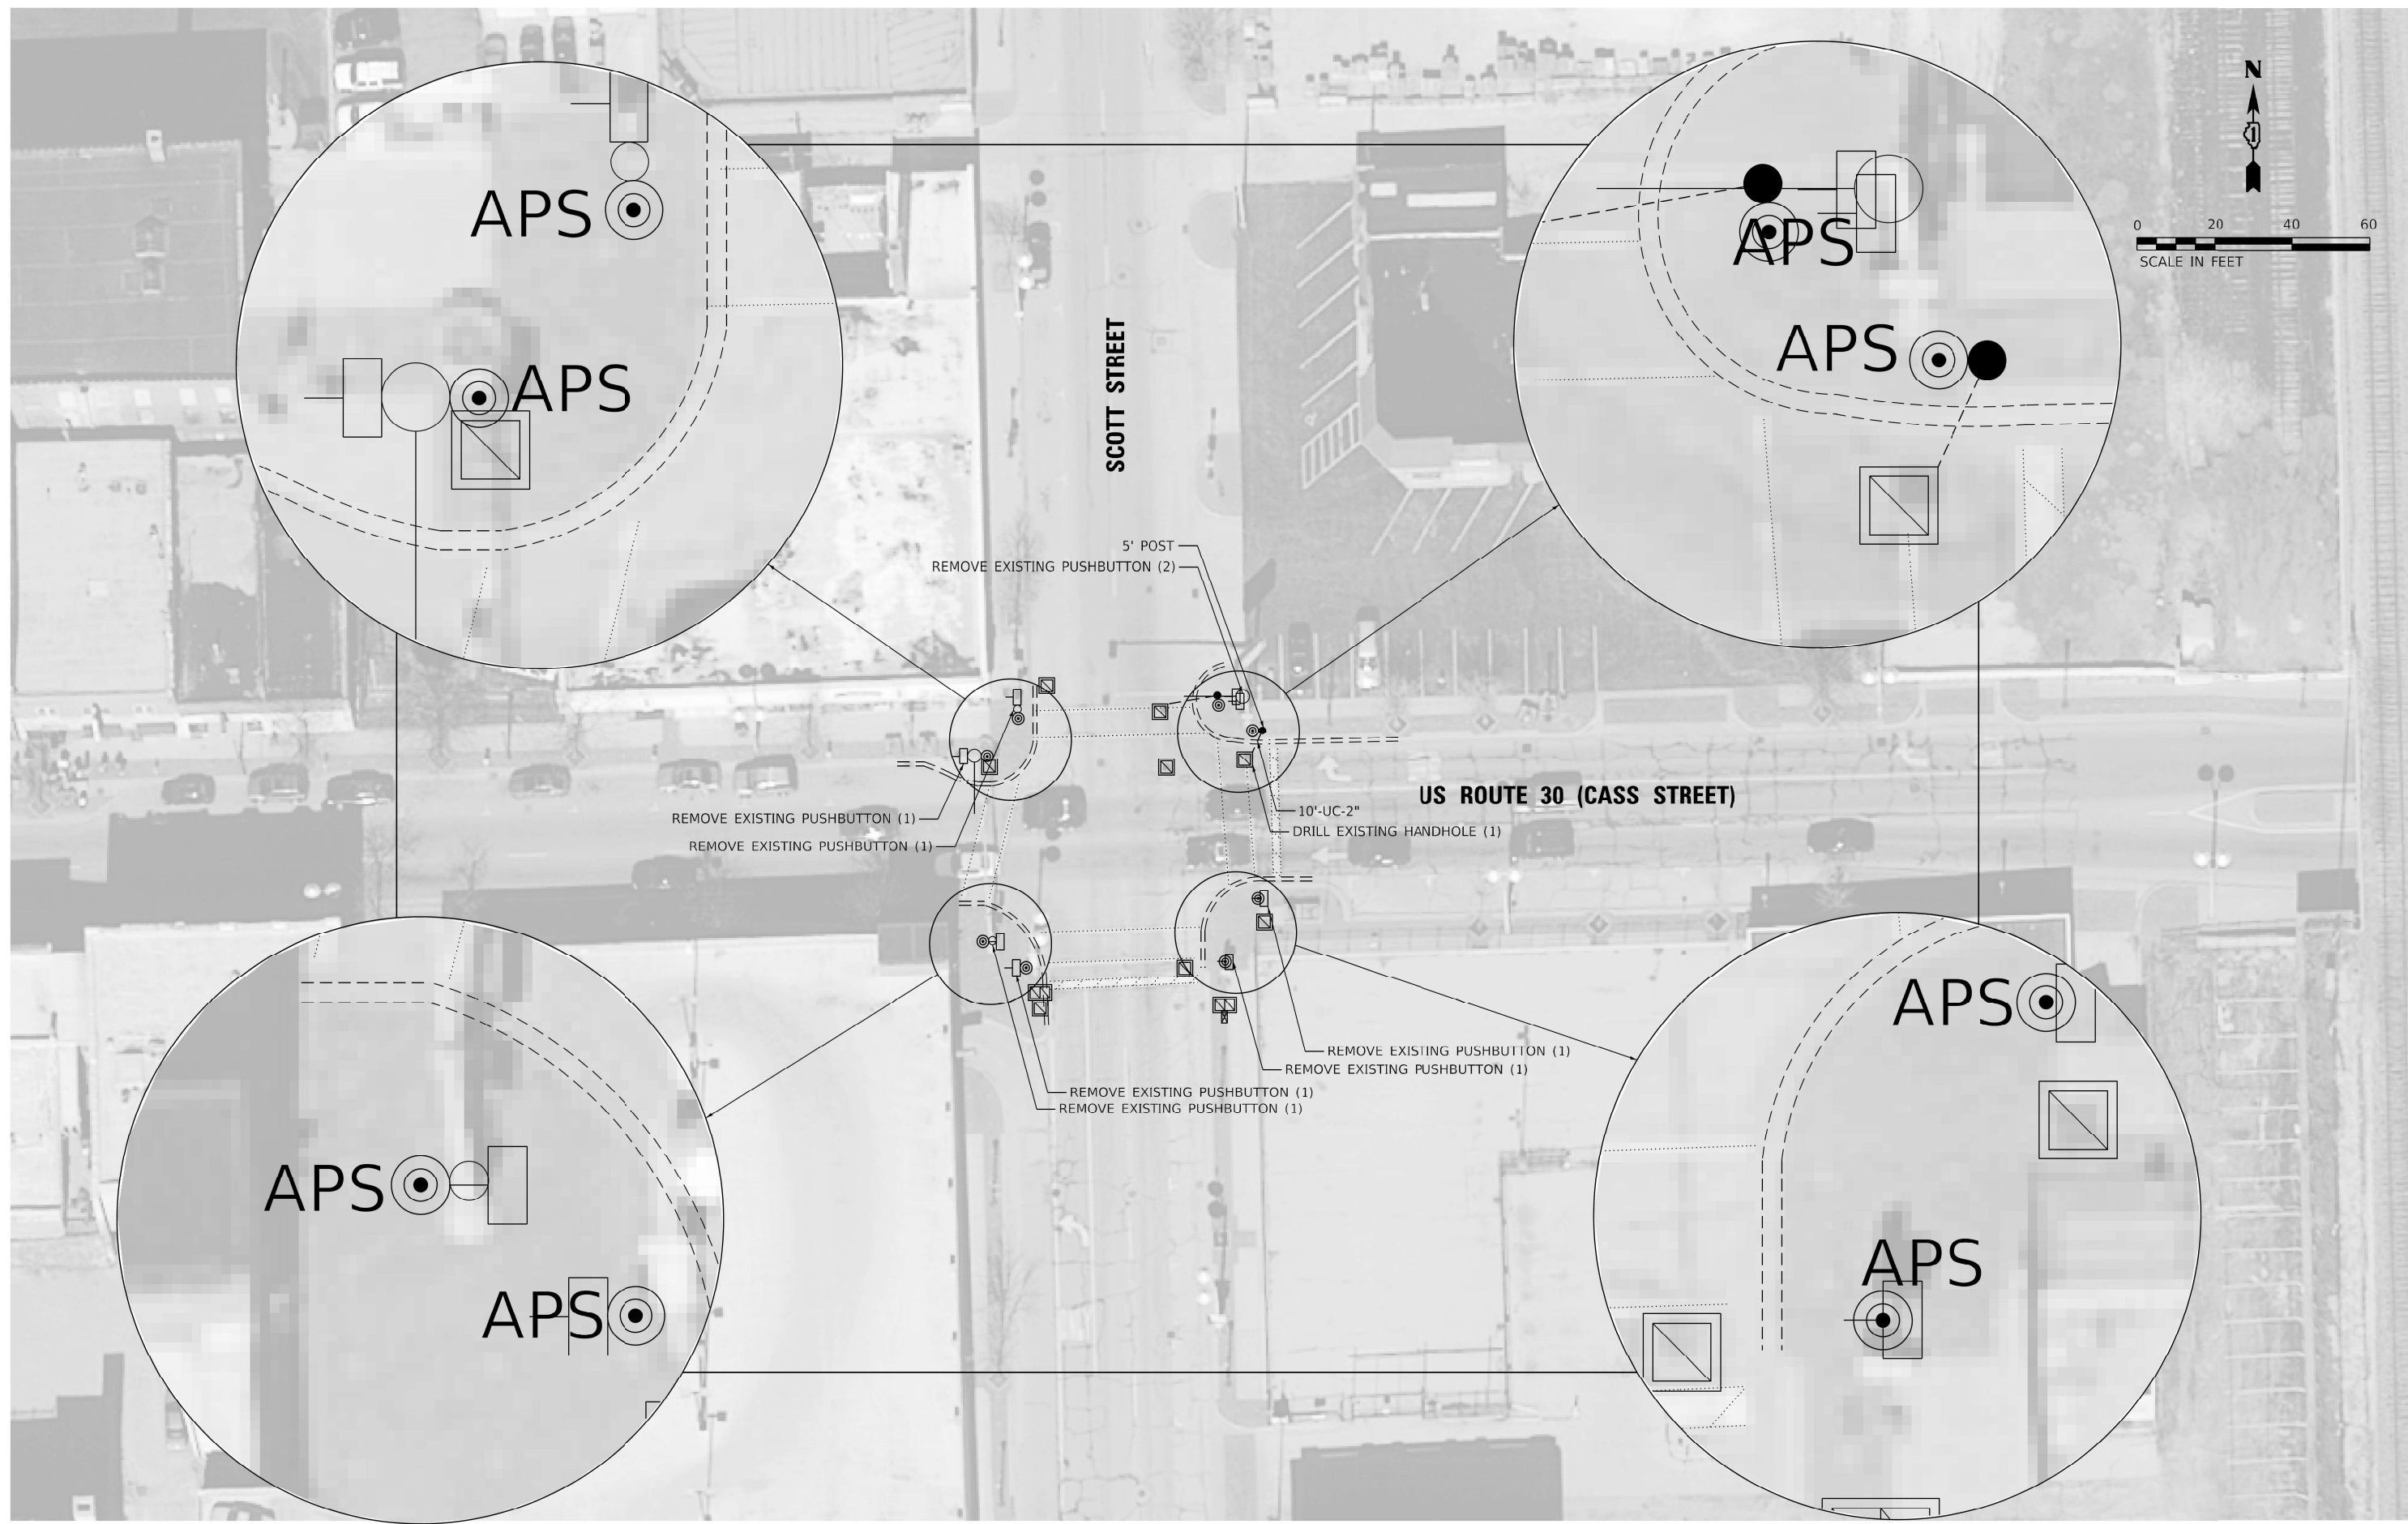 N
0 20 40 60
SCALE IN FEET
APS
APS
APS
APS
SCOTT STREET
5' POST
REMOVE EXISTING PUSHBUTTON (2)
US ROUTE 30 (CASS STREET)
10'-UC-2"
DRILL EXISTING HANDHOLE (1)
REMOVE EXISTING PUSHBUTTON (1)
REMOVE EXISTING PUSHBUTTON (1)
APS
APS
REMOVE EXISTING PUSHBUTTON (1)
REMOVE EXISTING PUSHBUTTON (1)
REMOVE EXISTING PUSHBUTTON (1)
REMOVE EXISTING PUSHBUTTON (1)
APS
APS